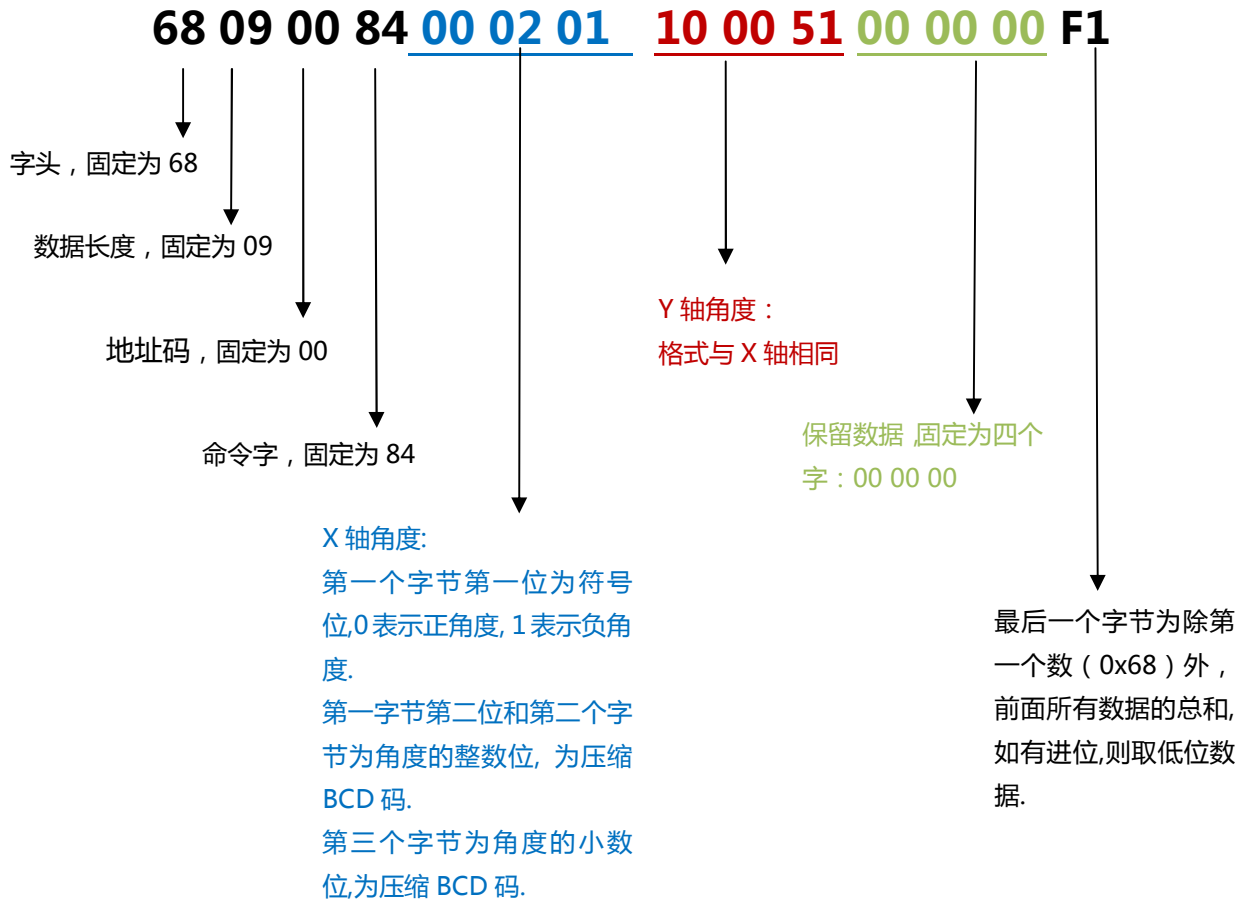 68 09 00 84 00 02 01 10 00 51 00 00 00 F1
字头，固定为 68
数据长度，固定为 09
地址码，固定为 00
命令字，固定为 84
X 轴角度:
第一个字节第一位为符号
位,0 表示正角度, 1 表示负角
度.
第一字节第二位和第二个字
节为角度的整数位, 为压缩
BCD 码.
第三个字节为角度的小数
位,为压缩 BCD 码.
Y 轴角度：
格式与 X 轴相同
保留数据 ,固定为四个
字：00 00 00
最后一个字节为除第
一个数（0x68）外，
前面所有数据的总和,
如有进位,则取低位数
据.